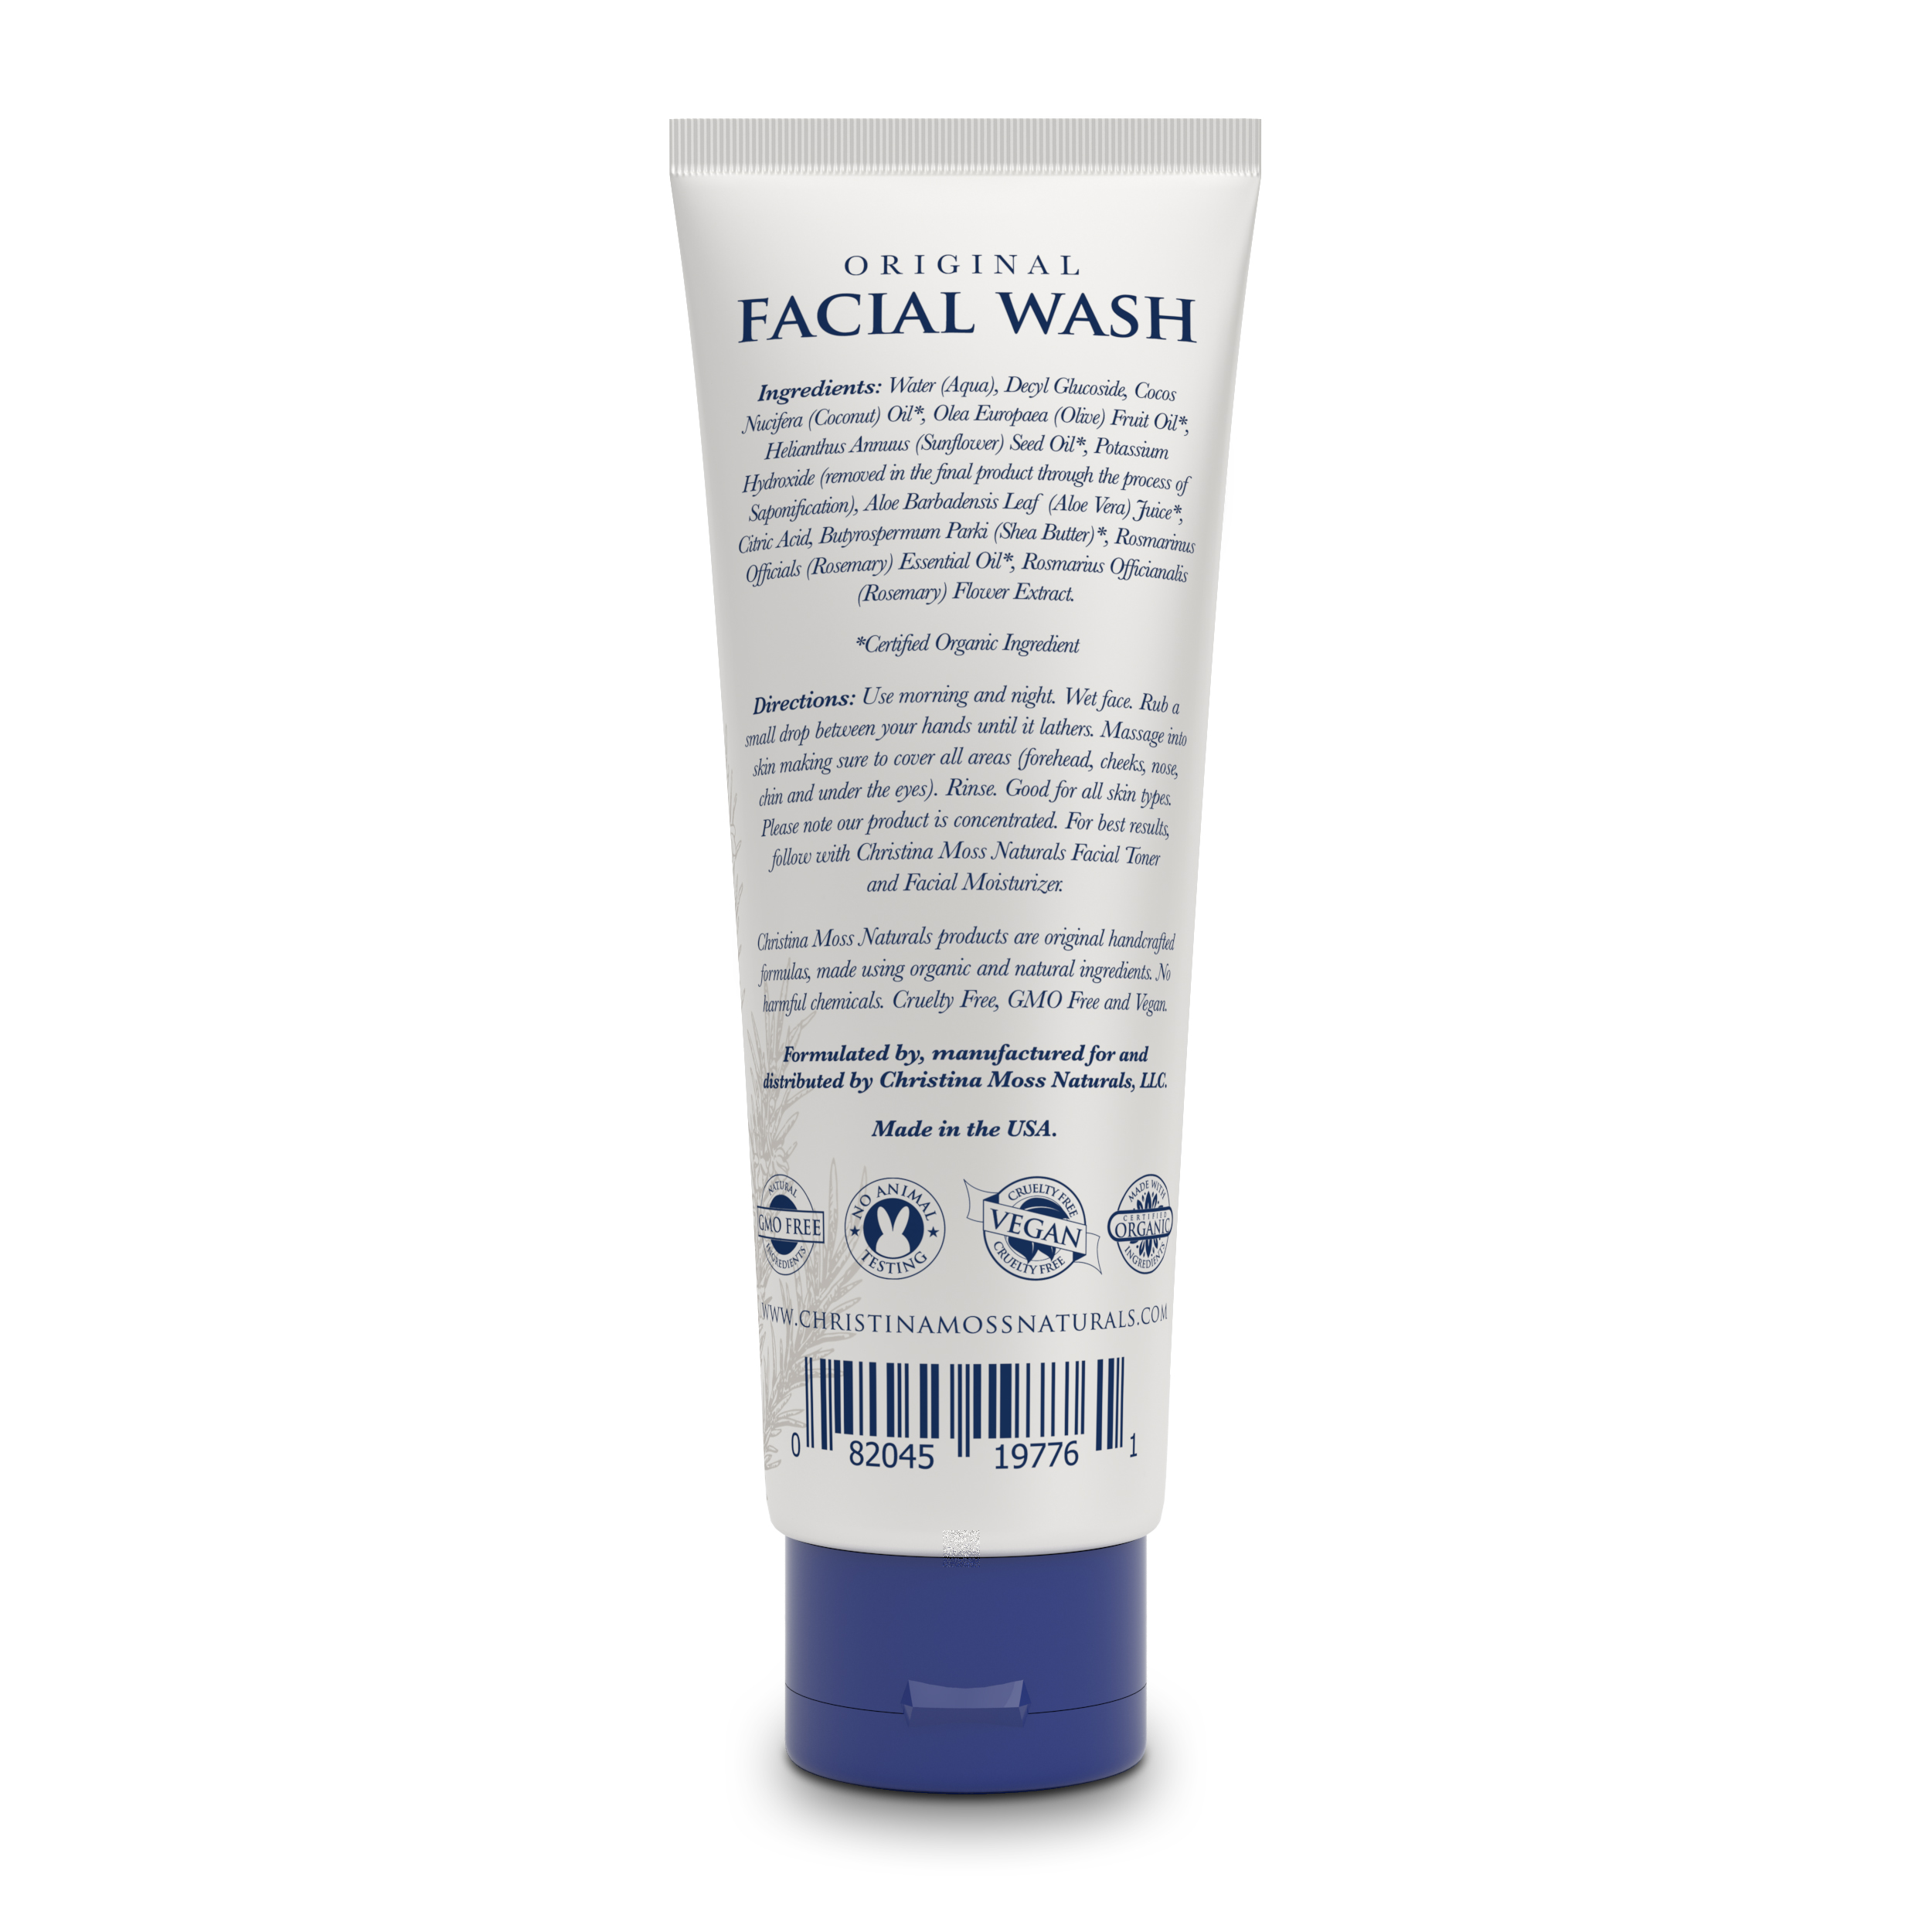 ORIGINAL
FACIAL WASH
Ingredients: Water (Aqua), Decyl Glucoside, Cocos
Nucifera (Coconut) Oil*, Olea Europaea (Olive) Fruit Oil*,
Helianthus Annuus (Sunflower) Seed Oil*, Potassium
Hydroxide (removed in the final product through the process of
Saponification), Aloe Barbadensis Leaf (Aloe Vera) Juice*,
Citric Acid, Butyrospermum Parki (Shea Butter)*, Rosmarinus
Officials (Rosemary) Essential Oil*, Rosmarius Officianalis
(Rosemary) Flower Extract.
*Certified Organic Ingredient
Directions: Use morning and night. Wet face. Rub a
small drop between your hands until it lathers. Massage into
skin making sure to cover all areas (forehead, cheeks, nose,
chin and under the eyes). Rinse. Good for all skin types.
Please note our product is concentrated. For best results,
follow with Christina Moss Naturals Facial Toner
and Facial Moisturizer.
Christina Moss Naturals products are original handcrafted
formulas, made using organic and natural ingredients. No
harmful chemicals. Cruelty Free, GMO Free and Vegan.
Formulated by, manufactured for and
distributed by Christina Moss Naturals, LLC.
Made in the USA.
NATURAL
GMO FREE
INGREDIENTS
NO ANIMAL
TESTING
CRUELTY FREE
VEGAN
CRUELTY FREE
MADE WITH
CERTIFIED
ORGANIC
INGREDIENTS
WWW.CHRISTINAMOSSNATURALS.COM
0 82045 19776 1